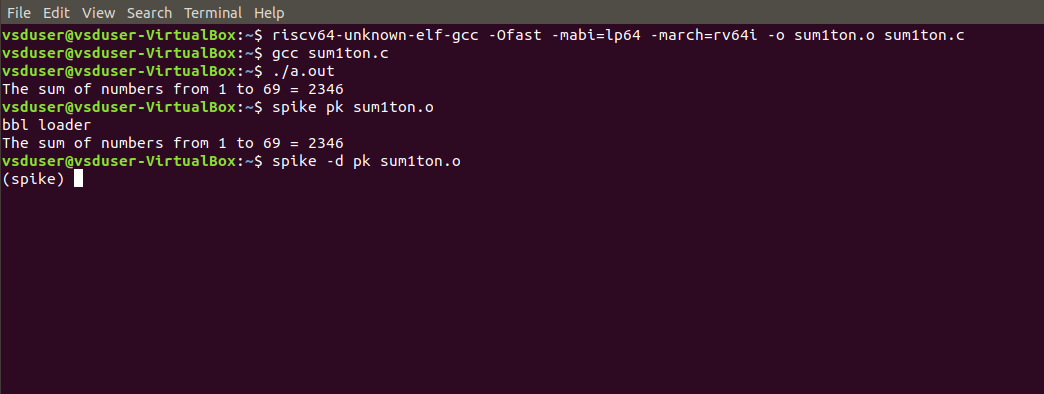 File Edit View Search Terminal Help
vsduser@vsduser-VirtualBox:~$ riscv64-unknown-elf-gcc -Ofast -mabi=lp64 -march=rv64i -o sum1ton.o sum1ton.c
vsduser@vsduser-VirtualBox:~$ gcc sum1ton.c
vsduser@vsduser-VirtualBox:~$ ./a.out
The sum of numbers from 1 to 69 = 2346
vsduser@vsduser-VirtualBox:~$ spike pk sum1ton.o
bbl loader
The sum of numbers from 1 to 69 = 2346
vsduser@vsduser-VirtualBox:~$ spike -d pk sum1ton.o
(spike)